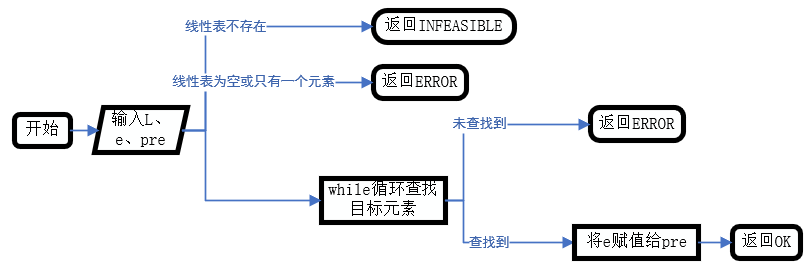 线性表不存在
返回INFEASIBLE
线性表为空或只有一个元素
返回ERROR
开始
输入L、
e、pre
未查找到
返回ERROR
while循环查找
目标元素
查找到
将e赋值给pre
返回OK